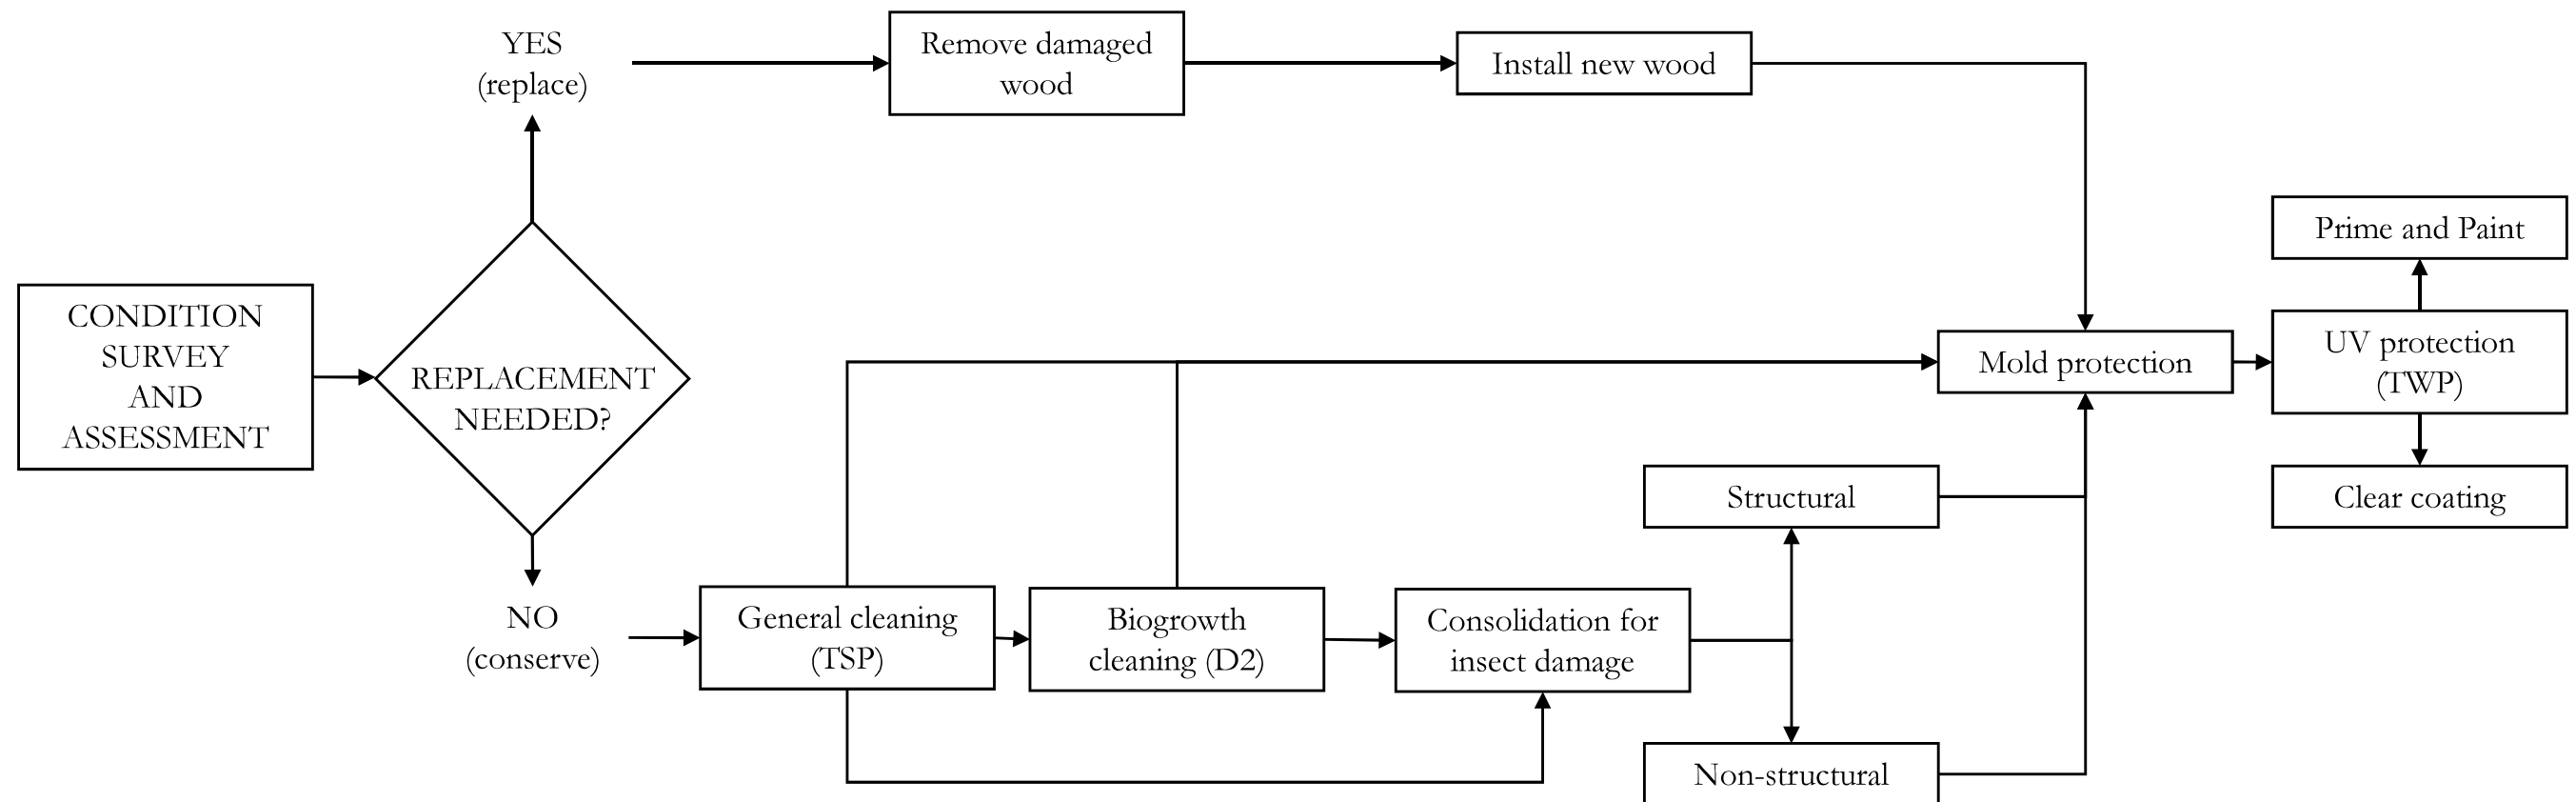 YES
(replace)
Remove damaged
wood
Install new wood
CONDITION
SURVEY
AND
ASSESSMENT
REPLACEMENT
NEEDED?
NO
(conserve)
General cleaning
(TSP)
Biogrowth
cleaning (D2)
Consolidation for
insect damage
Structural
Non-structural
Mold protection
Prime and Paint
UV protection
(TWP)
Clear coating